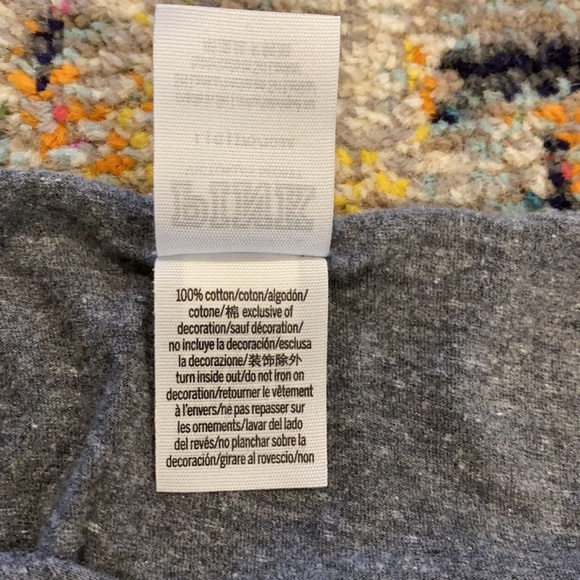 PINK
100% cotton/coton/algodón/
cotone/棉 exclusive of
decoration/sauf décoration/
no incluye la decoración/esclusa
la decorazione/装饰除外
turn inside out/do not iron on
decoration/retourner le vêtement
à l'envers/ne pas repasser sur
les ornements/lavar del lado
del revés/no planchar sobre la
decoración/girare al rovescio/non